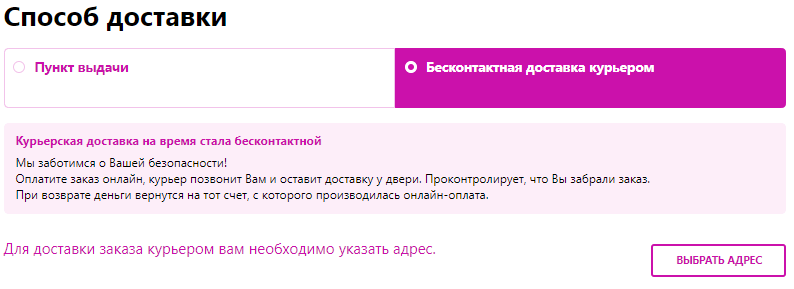 Способ доставки
Пункт выдачи
Бесконтактная доставка курьером
Курьерская доставка на время стала бесконтактной
Мы заботимся о Вашей безопасности!
Оплатите заказ онлайн, курьер позвонит Вам и оставит доставку у двери. Проконтролирует, что Вы забрали заказ.
При возврате деньги вернутся на тот счет, с которого производилась онлайн-оплата.
Для доставки заказа курьером вам необходимо указать адрес.
ВЫБРАТЬ АДРЕС